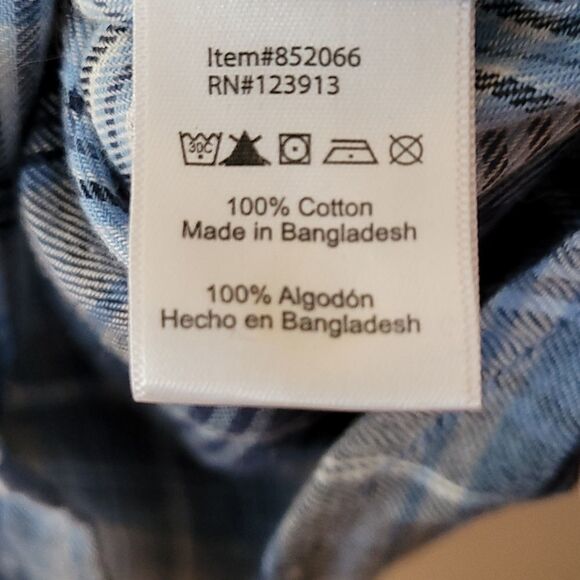 Item#852066
RN#123913
30C
100% Cotton
Made in Bangladesh
100% Algodón
Hecho en Bangladesh